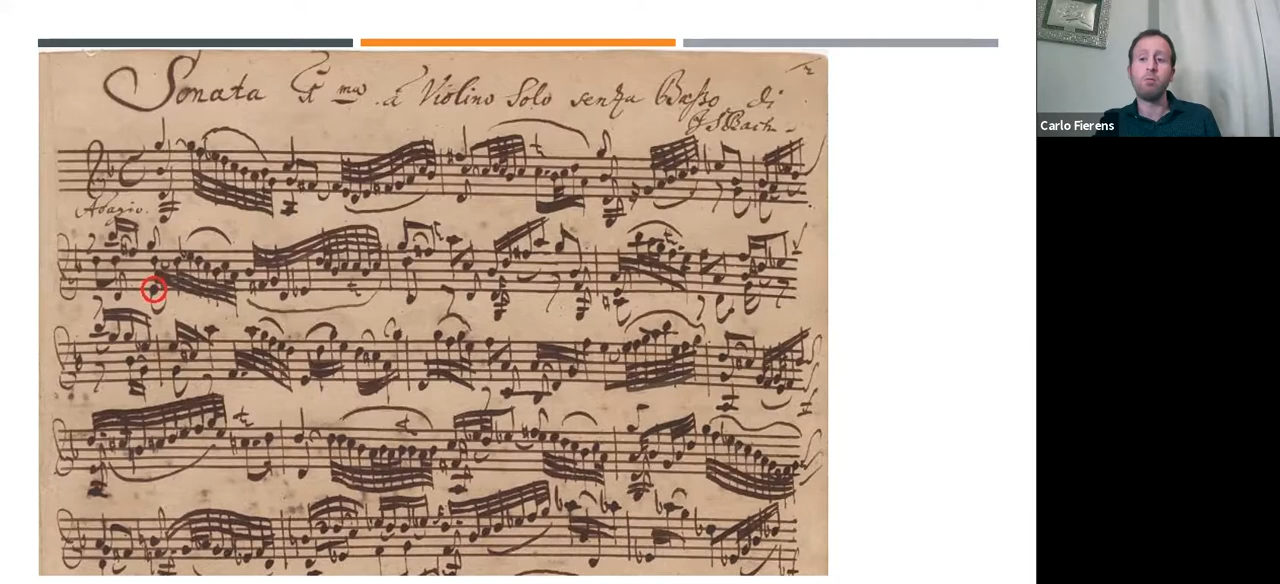 Sonata 1ma à Violino Solo senza Basso di
J. S. Bach.
Adagio.
Carlo Fierens